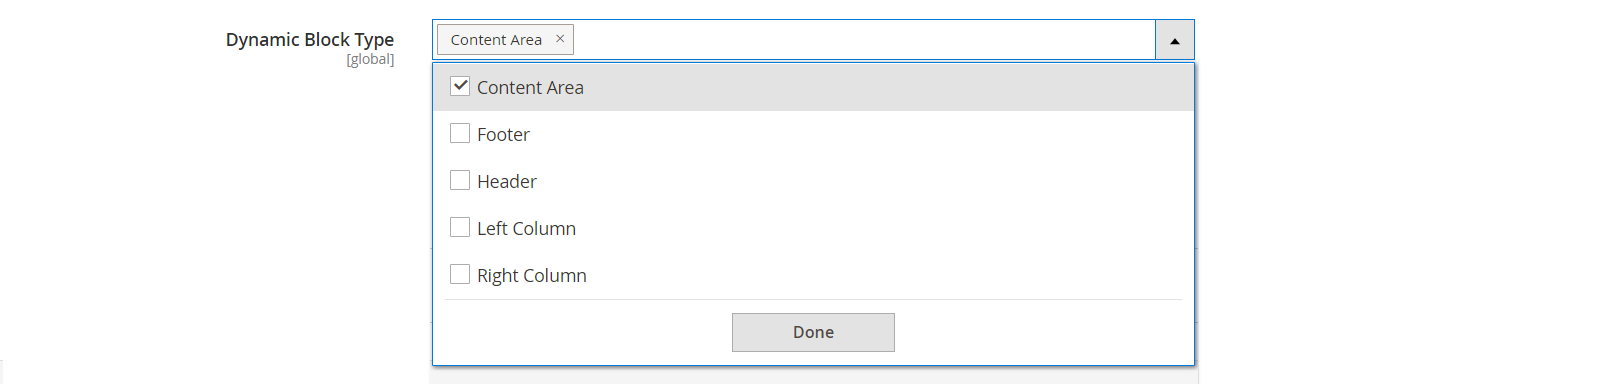 Dynamic Block Type
[global]
Content Area ×
Content Area
Footer
Header
Left Column
Right Column
Done